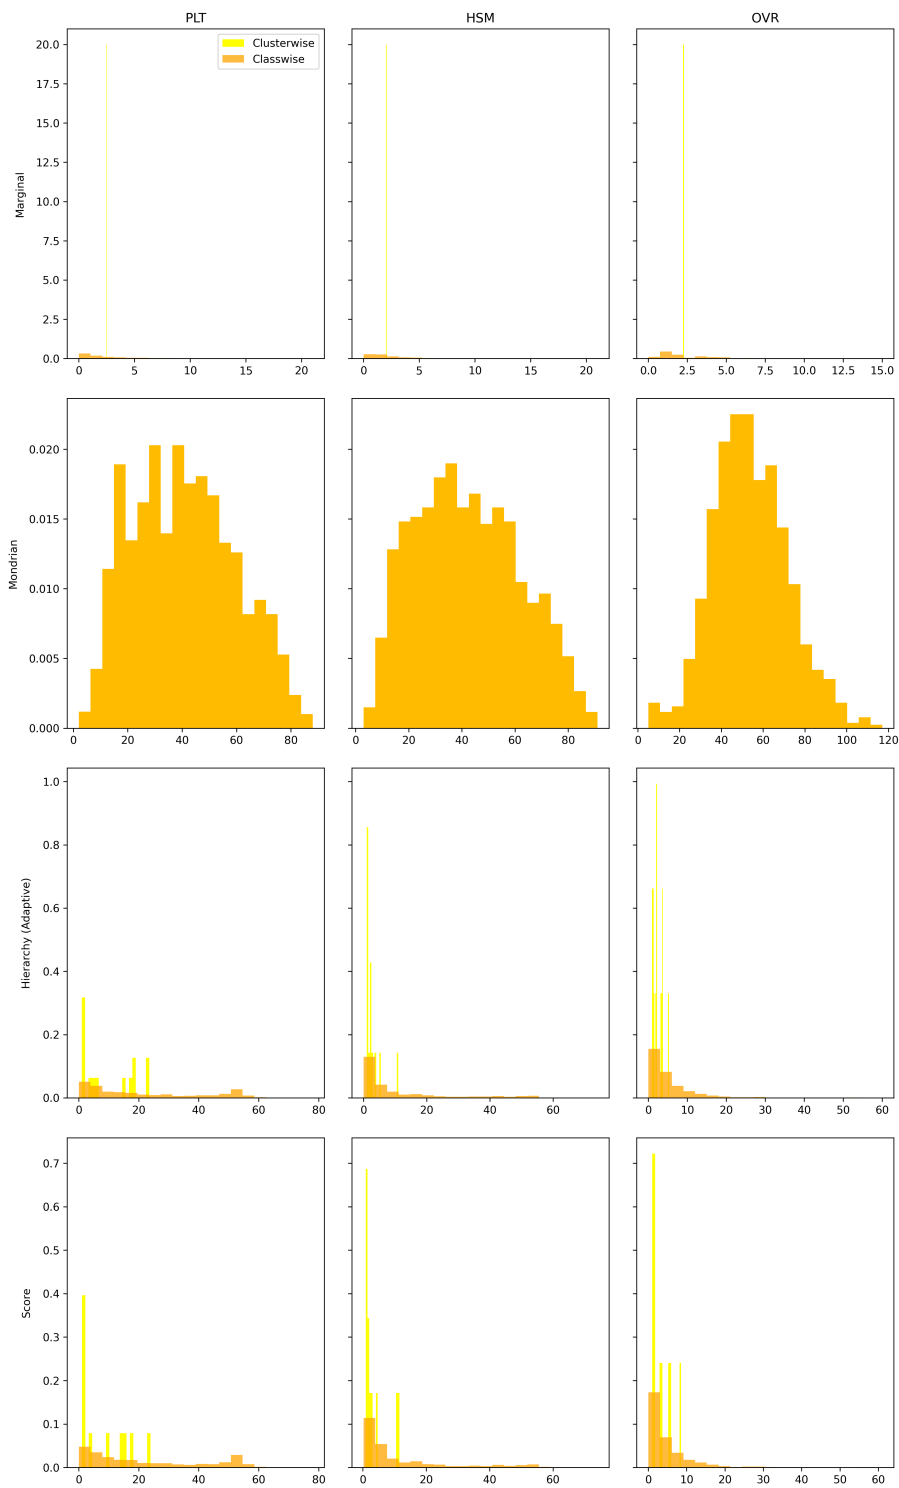 PLT HSM OVR
Clusterwise
Classwise
Marginal
20.0
17.5
15.0
12.5
10.0
7.5
5.0
2.5
0.0
0 5 10 15 20
0 5 10 15 20
0.0 2.5 5.0 7.5 10.0 12.5 15.0
Mondrian
0.020
0.015
0.010
0.005
0.000
0 20 40 60 80
0 20 40 60 80
0 20 40 60 80 100 120
Hierarchy (Adaptive)
1.0
0.8
0.6
0.4
0.2
0.0
0 20 40 60 80
0 20 40 60
0 10 20 30 40 50 60
Score
0.7
0.6
0.5
0.4
0.3
0.2
0.1
0.0
0 20 40 60 80
0 20 40 60
0 10 20 30 40 50 60